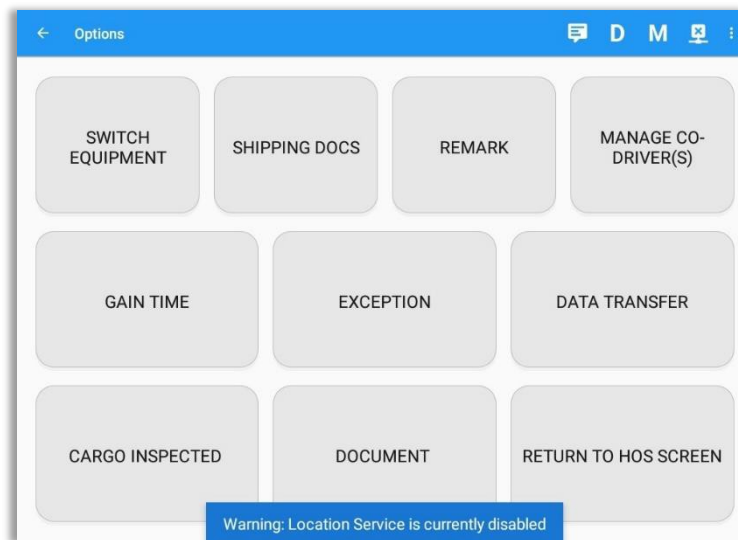 Options
D M
SWITCH
EQUIPMENT
SHIPPING DOCS
REMARK
MANAGE CO-
DRIVER(S)
GAIN TIME
EXCEPTION
DATA TRANSFER
CARGO INSPECTED
DOCUMENT
RETURN TO HOS SCREEN
Warning: Location Service is currently disabled